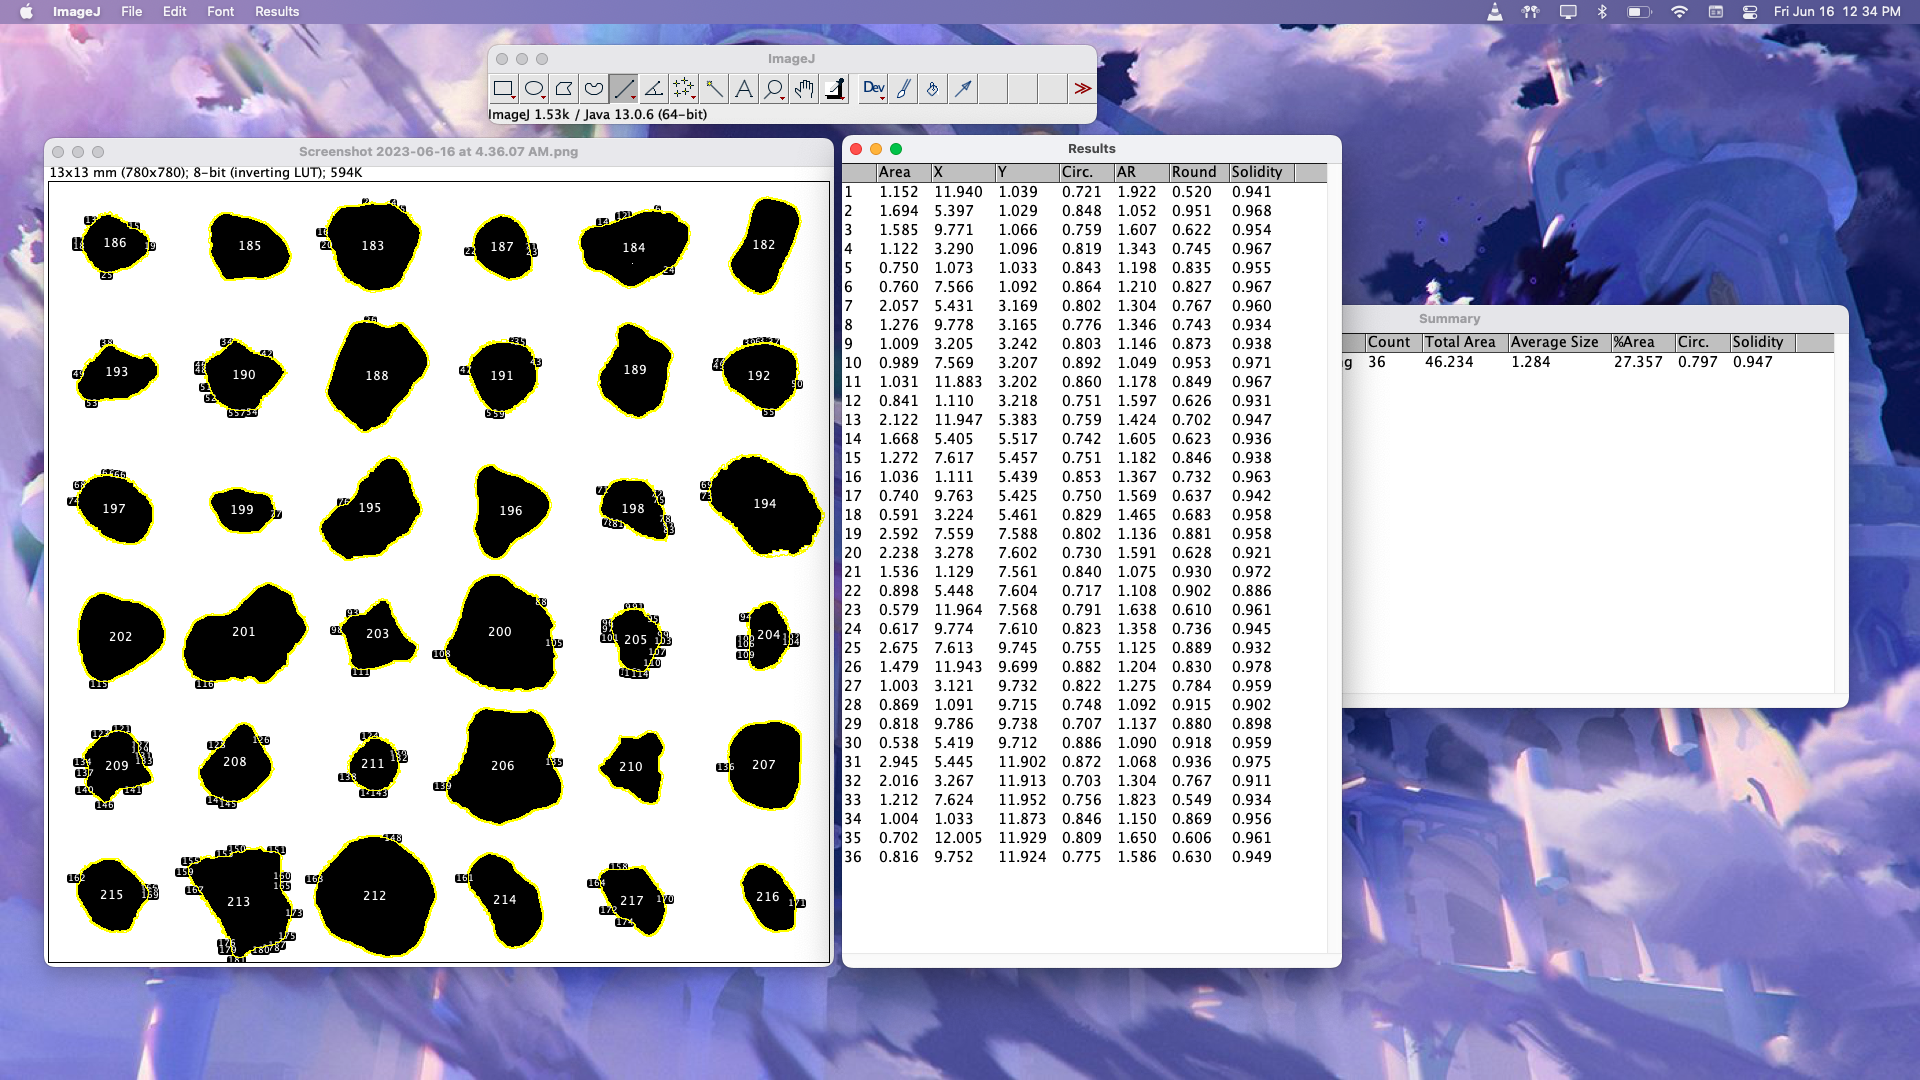 ImageJ File Edit Font Results Fri Jun 16 12 34 PM
ImageJ
Dev
ImageJ 1.53k / Java 13.0.6 (64-bit)
Screenshot 2023-06-16 at 4.36.07 AM.png
13x13 mm (780x780); 8-bit (inverting LUT); 594K
186 185 183 187 184 182
193 190 188 191 189 192
197 199 195 196 198 194
202 201 203 200 205 204
209 208 211 206 210 207
215 213 212 214 217 216
Results
Area X Y Circ. AR Round Solidity
1 1.152 11.940 1.039 0.721 1.922 0.520 0.941
2 1.694 5.397 1.029 0.848 1.052 0.951 0.968
3 1.585 9.771 1.066 0.759 1.607 0.622 0.954
4 1.122 3.290 1.096 0.819 1.343 0.745 0.967
5 0.750 1.073 1.033 0.843 1.198 0.835 0.955
6 0.760 7.566 1.092 0.864 1.210 0.827 0.967
7 2.057 5.431 3.169 0.802 1.304 0.767 0.960
8 1.276 9.778 3.165 0.776 1.346 0.743 0.934
9 1.009 3.205 3.242 0.803 1.146 0.873 0.938
10 0.989 7.569 3.207 0.892 1.049 0.953 0.971
11 1.031 11.883 3.202 0.860 1.178 0.849 0.967
12 0.841 1.110 3.218 0.751 1.597 0.626 0.931
13 2.122 11.947 5.383 0.759 1.424 0.702 0.947
14 1.668 5.405 5.517 0.742 1.605 0.623 0.936
15 1.272 7.617 5.457 0.751 1.182 0.846 0.938
16 1.036 1.111 5.439 0.853 1.367 0.732 0.963
17 0.740 9.763 5.425 0.750 1.569 0.637 0.942
18 0.591 3.224 5.461 0.829 1.465 0.683 0.958
19 2.592 7.559 7.588 0.802 1.136 0.881 0.958
20 2.238 3.278 7.602 0.730 1.591 0.628 0.921
21 1.536 1.129 7.561 0.840 1.075 0.930 0.972
22 0.898 5.448 7.604 0.717 1.108 0.902 0.886
23 0.579 11.964 7.568 0.791 1.638 0.610 0.961
24 0.617 9.774 7.610 0.823 1.358 0.736 0.945
25 2.675 7.613 9.745 0.755 1.125 0.889 0.932
26 1.479 11.943 9.699 0.882 1.204 0.830 0.978
27 1.003 3.121 9.732 0.822 1.275 0.784 0.959
28 0.869 1.091 9.715 0.748 1.092 0.915 0.902
29 0.818 9.786 9.738 0.707 1.137 0.880 0.898
30 0.538 5.419 9.712 0.886 1.090 0.918 0.959
31 2.945 5.445 11.902 0.872 1.068 0.936 0.975
32 2.016 3.267 11.913 0.703 1.304 0.767 0.911
33 1.212 7.624 11.952 0.756 1.823 0.549 0.934
34 1.004 1.033 11.873 0.846 1.150 0.869 0.956
35 0.702 12.005 11.929 0.809 1.650 0.606 0.961
36 0.816 9.752 11.924 0.775 1.586 0.630 0.949
Summary
Count Total Area Average Size %Area Circ. Solidity
g 36 46.234 1.284 27.357 0.797 0.947